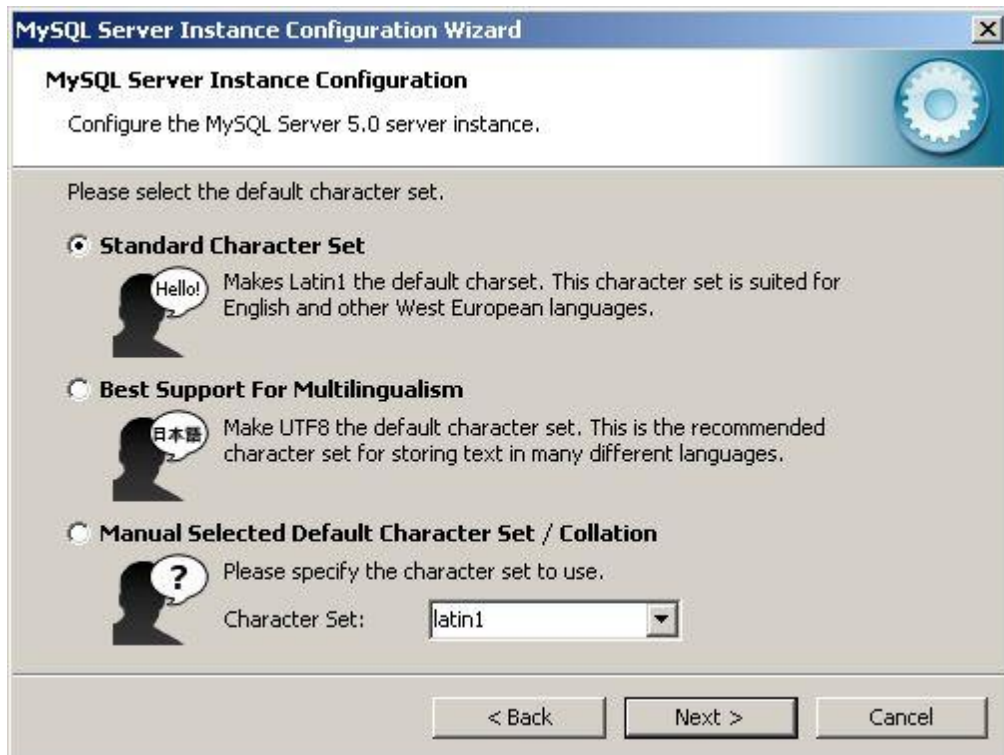 MySQL Server Instance Configuration Wizard
MySQL Server Instance Configuration
Configure the MySQL Server 5.0 server instance.
Please select the default character set.
Standard Character Set
Hello!
Makes Latin1 the default charset. This character set is suited for
English and other West European languages.
Best Support For Multilingualism
日本語
Make UTF8 the default character set. This is the recommended
character set for storing text in many different languages.
Manual Selected Default Character Set / Collation
?
Please specify the character set to use.
Character Set: latin1
< Back Next > Cancel